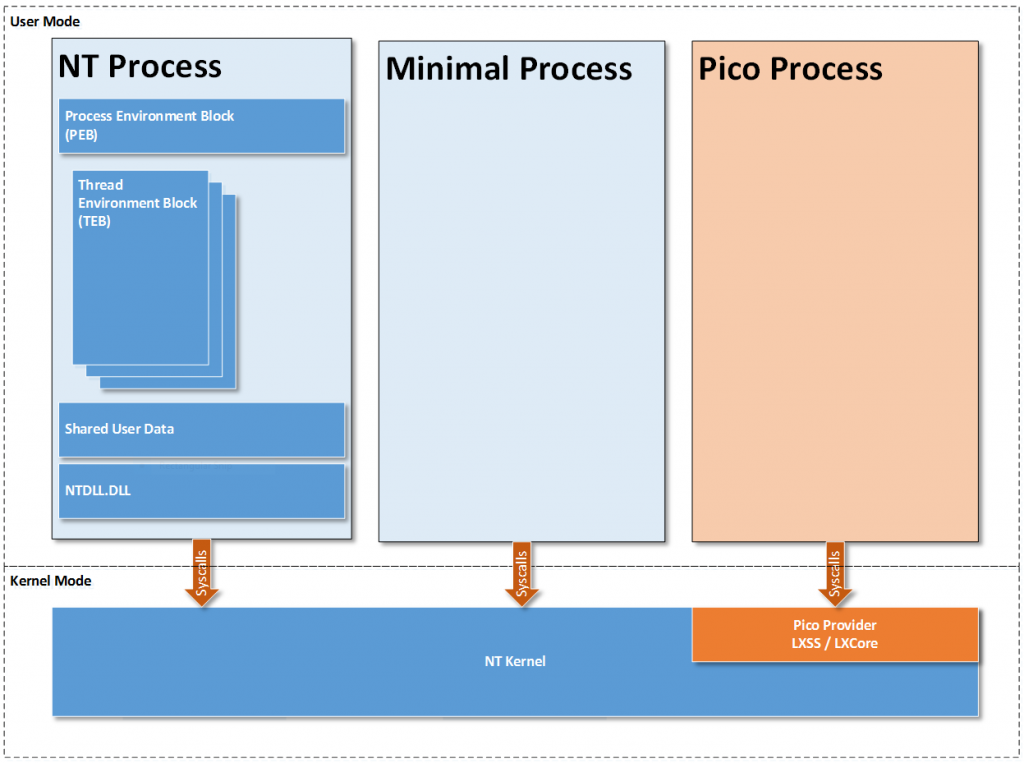 User Mode
NT Process
Process Environment Block
(PEB)
Thread
Environment Block
(TEB)
Shared User Data
NTDLL.DLL
Minimal Process
Pico Process
Syscalls
Syscalls
Syscalls
Kernel Mode
NT Kernel
Pico Provider
LXSS / LXCore